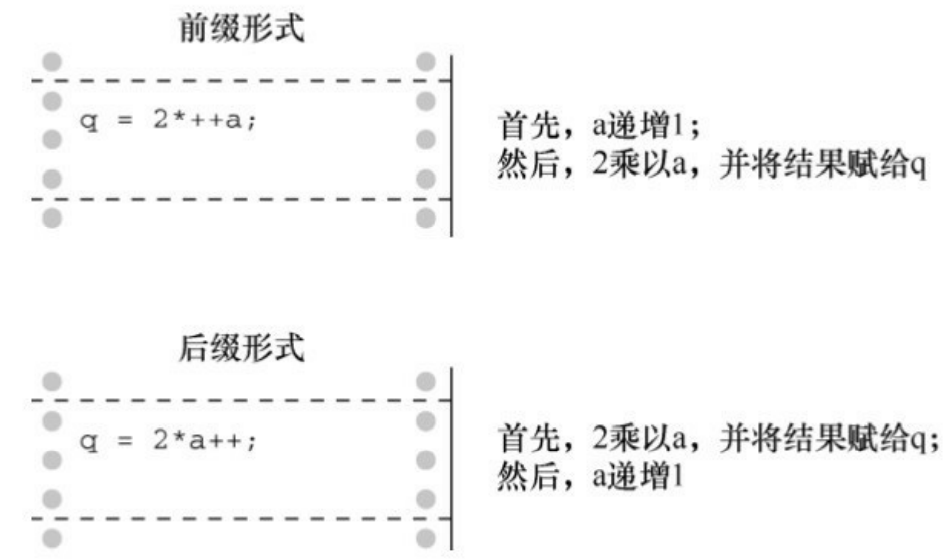 前缀形式
q = 2*++a;
首先，a递增1；
然后，2乘以a，并将结果赋给q
后缀形式
q = 2*a++;
首先，2乘以a，并将结果赋给q；
然后，a递增1